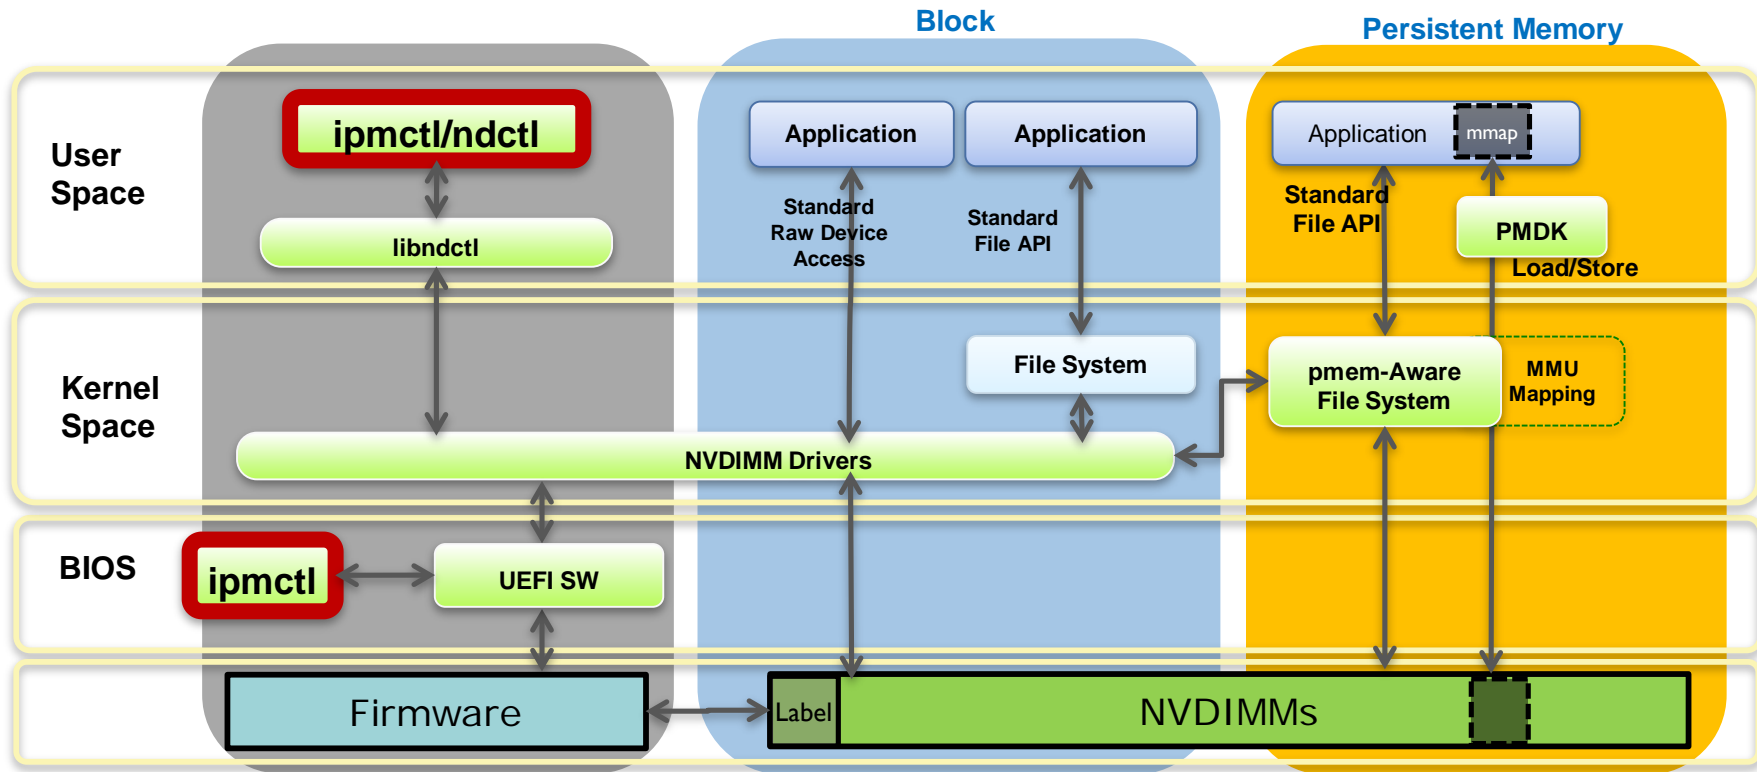 Block
Persistent Memory
User
Space
ipmctl/ndctl
libndctl
Application
Standard
Raw Device
Access
Application
Standard
File API
Application
mmap
Standard
File API
PMDK
Load/Store
Kernel
Space
File System
pmem-Aware
File System
MMU
Mapping
NVDIMM Drivers
BIOS
ipmctl
UEFI SW
Firmware
Label
NVDIMMs